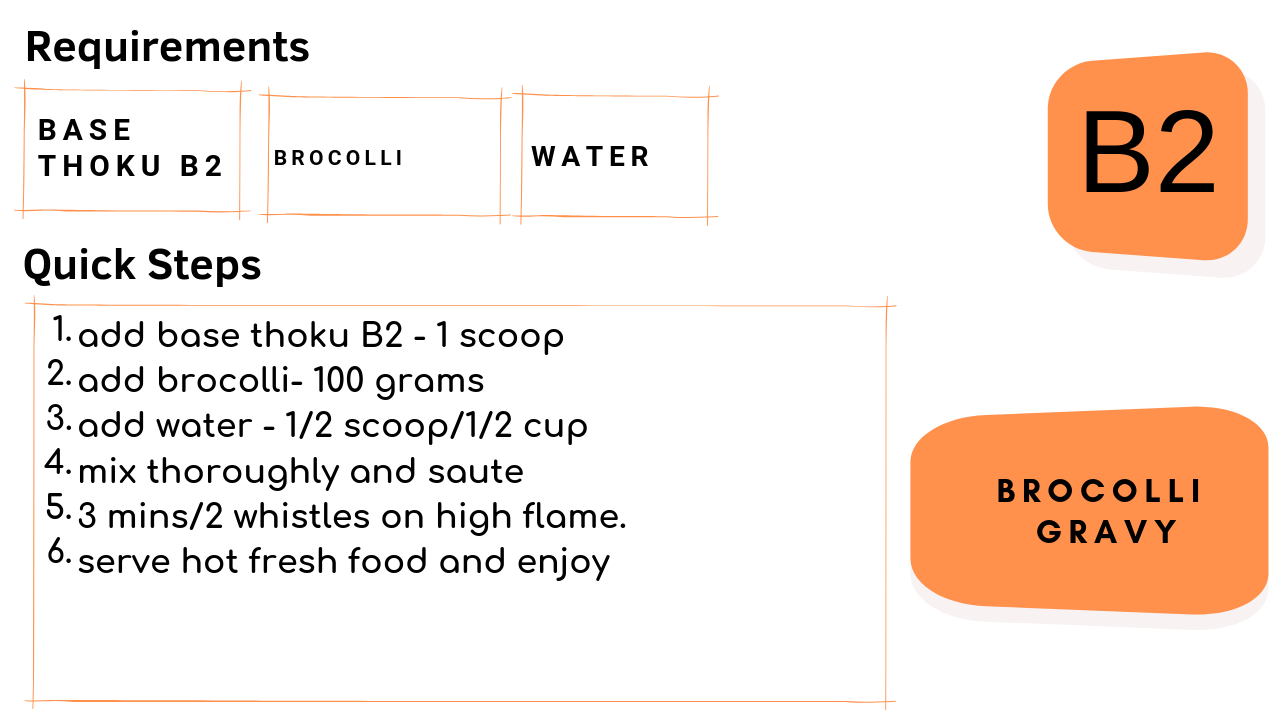 Requirements
BASE
THOKU B2
BROCOLLI
WATER
B2
Quick Steps
1. add base thoku B2 - 1 scoop
2. add brocolli- 100 grams
3. add water - 1/2 scoop/1/2 cup
4. mix thoroughly and saute
5. 3 mins/2 whistles on high flame.
6. serve hot fresh food and enjoy
BROCOLLI
GRAVY